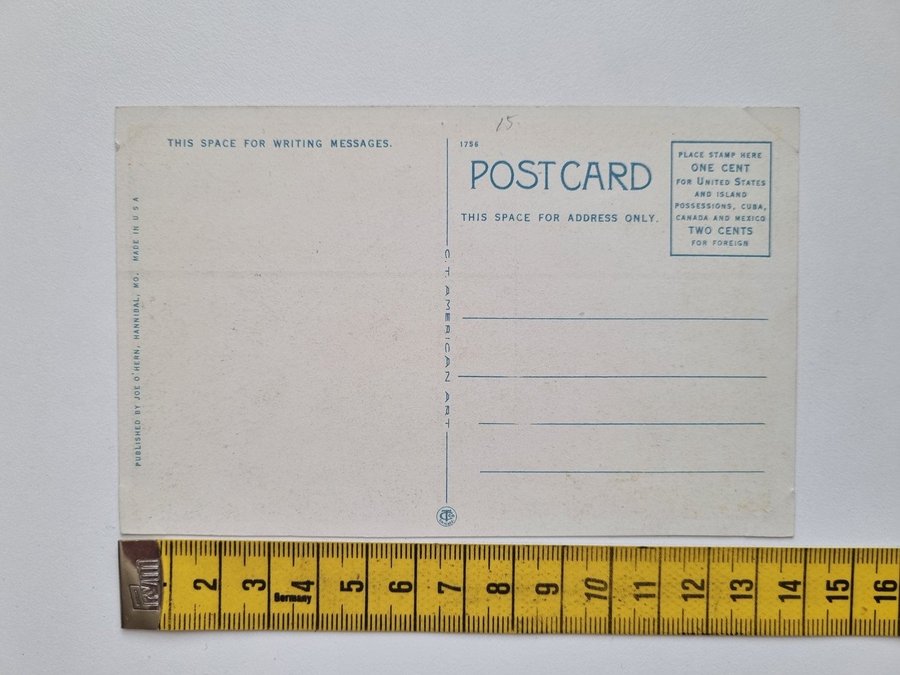 15.
THIS SPACE FOR WRITING MESSAGES.
1756
POST CARD
THIS SPACE FOR ADDRESS ONLY.
PLACE STAMP HERE
ONE CENT
FOR UNITED STATES
AND ISLAND
POSSESSIONS, CUBA,
CANADA AND MEXICO
TWO CENTS
FOR FOREIGN
PUBLISHED BY JOE O'HERN, HANNIBAL, MO. MADE IN U S A
C. T. AMERICAN ART
2 3 4 5 6 7 8 9 10 11 12 13 14 15 16
Germany